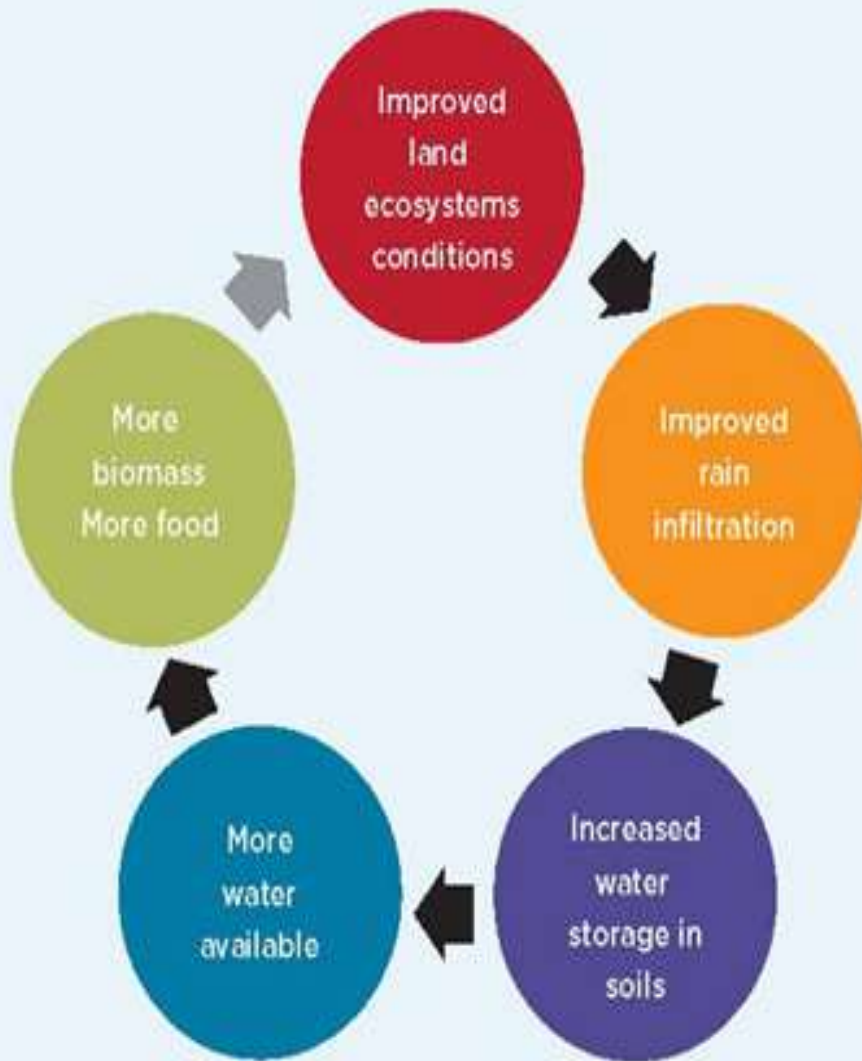 Improved
land
ecosystems
conditions
Improved
rain
infiltration
Increased
water
storage in
soils
More
water
available
More
biomass
More food